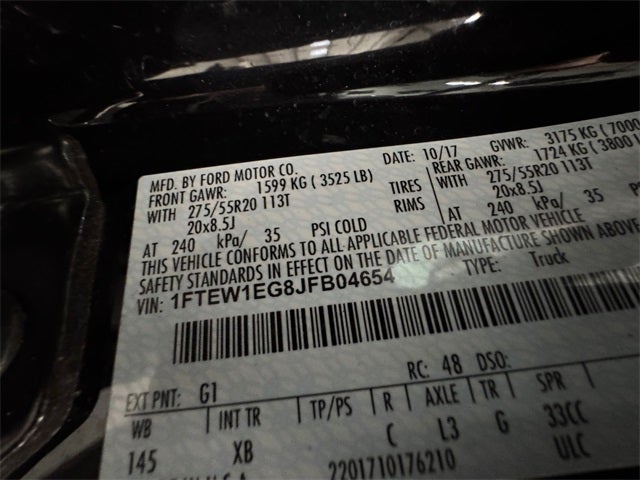 MFD. BY FORD MOTOR CO.
DATE: 10/17 GVWR: 3175 KG ( 7000
FRONT GAWR: 1599 KG ( 3525 LB) REAR GAWR: 1724 KG ( 3800
WITH 275/55R20 113T TIRES WITH 275/55R20 113T
20x8.5J RIMS 20x8.5J
AT 240 kPa/ 35 PSI COLD AT 240 kPa/ 35
THIS VEHICLE CONFORMS TO ALL APPLICABLE FEDERAL MOTOR VEHICLE
SAFETY STANDARDS IN EFFECT ON THE DATE OF MANUFACTURE SHOWN ABOVE.
VIN: 1FTEW1EG8JFB04654 TYPE: Truck
EXT PNT: G1 RC: 48 DSO:
WB INT TR TP/PS R AXLE TR SPR
145 XB C L3 G 33CC
2201710176210 ULC